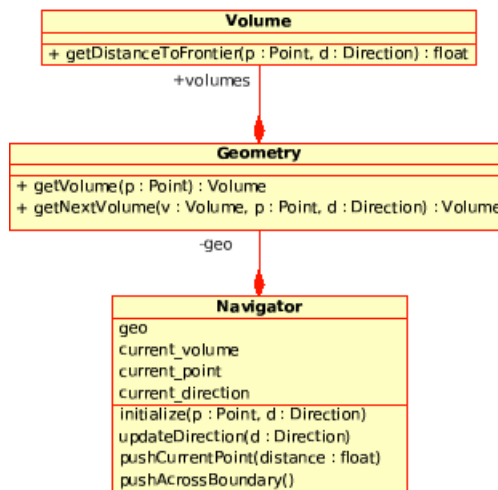 Volume
+ getDistanceToFrontier(p : Point, d : Direction) : float
+volumes
Geometry
+ getVolume(p : Point) : Volume
+ getNextVolume(v : Volume, p : Point, d : Direction) : Volume
-geo
Navigator
geo
current_volume
current_point
current_direction
initialize(p : Point, d : Direction)
updateDirection(d : Direction)
pushCurrentPoint(distance : float)
pushAcrossBoundary()